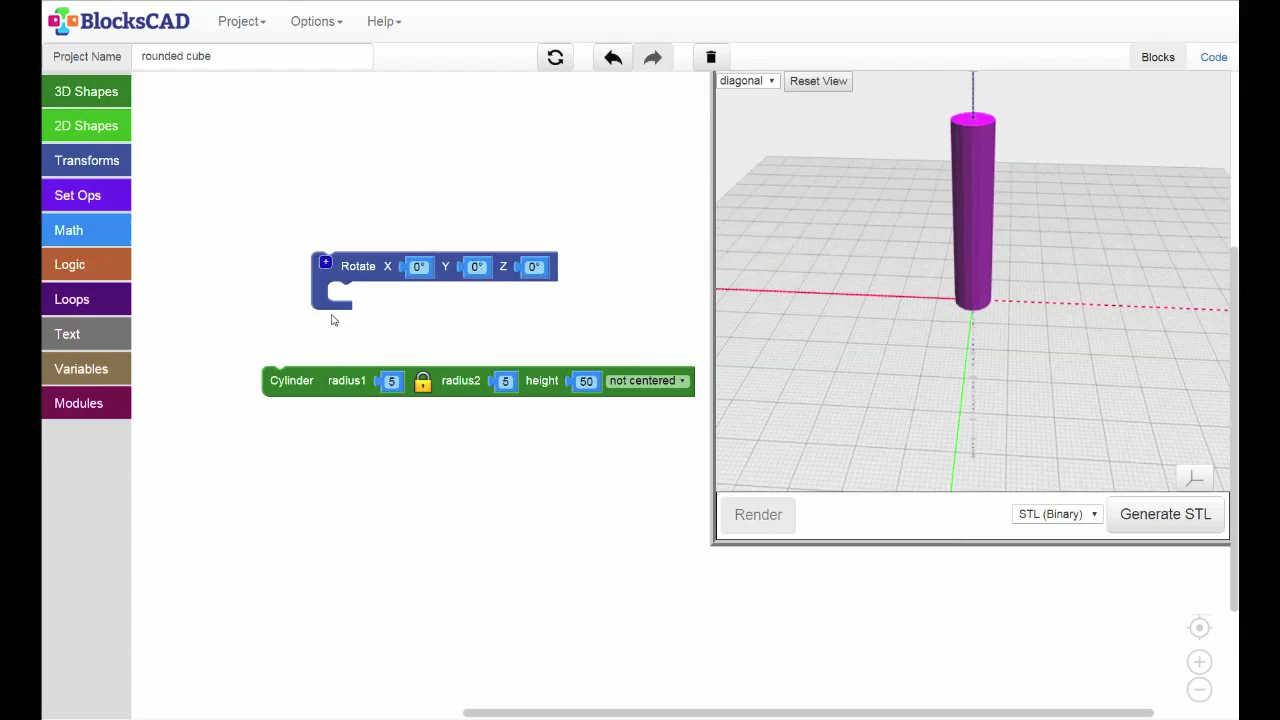 BlocksCAD Project Options Help
Project Name rounded cube Blocks Code
3D Shapes
2D Shapes
Transforms
Set Ops
Math
Logic
Loops
Text
Variables
Modules
+ Rotate X 0° Y 0° Z 0°
Cylinder radius1 5 radius2 5 height 50 not centered
diagonal Reset View
Render STL (Binary) Generate STL